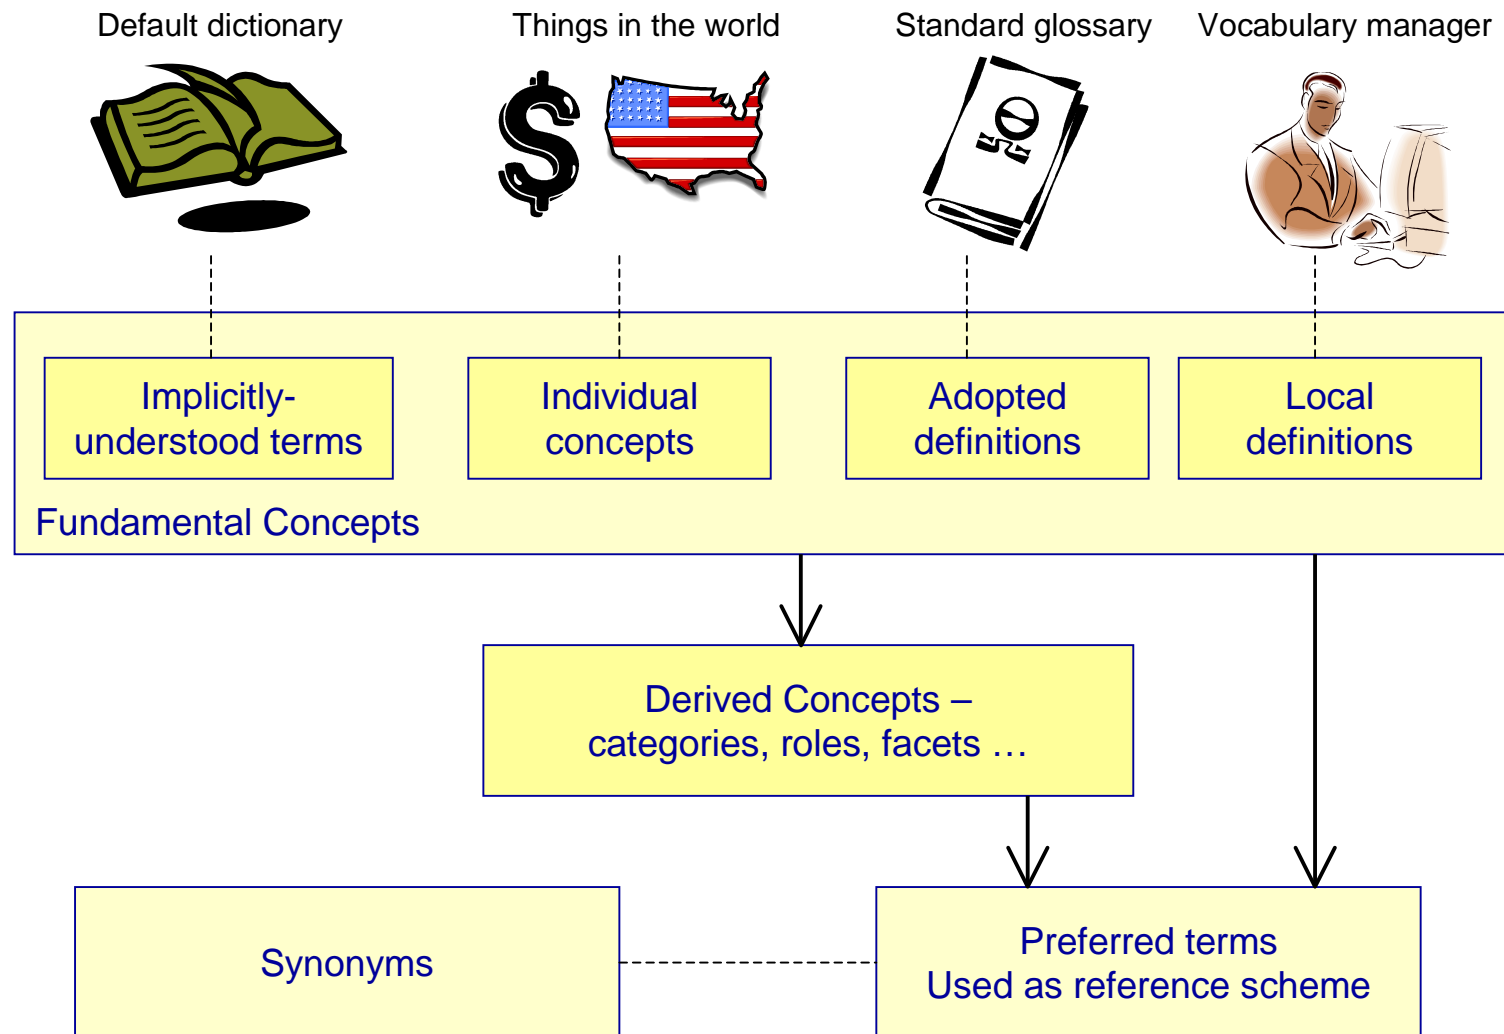 Default dictionary
Things in the world
Standard glossary
Vocabulary manager
Implicitly-
understood terms
Individual
concepts
Adopted
definitions
Local
definitions
Fundamental Concepts
Derived Concepts –
categories, roles, facets …
Synonyms
Preferred terms
Used as reference scheme